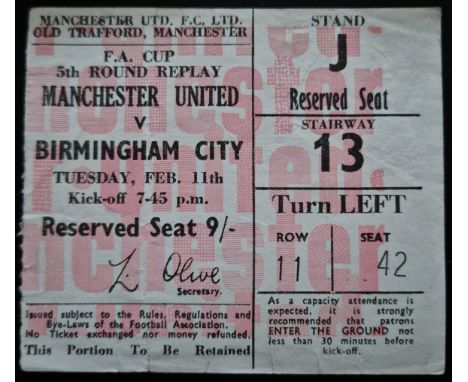 MANCHESTER UTD. F.C. LTD.
OLD TRAFFORD, MANCHESTER
F.A. CUP
5th ROUND REPLAY
MANCHESTER UNITED
V
BIRMINGHAM CITY
TUESDAY, FEB. 11th
Kick-off 7-45 p.m.
Reserved Seat 9/-
L. Olive
Secretary.
Issued subject to the Rules, Regulations and
Bye-Laws of the Football Association.
No Ticket exchanged nor money refunded.
This Portion To Be Retained
STAND
J
Reserved Seat
STAIRWAY
13
Turn LEFT
ROW SEAT
11 42
As a capacity attendance is
expected, it is strongly
recommended that patrons
ENTER THE GROUND not
less than 30 minutes before
kick-off.